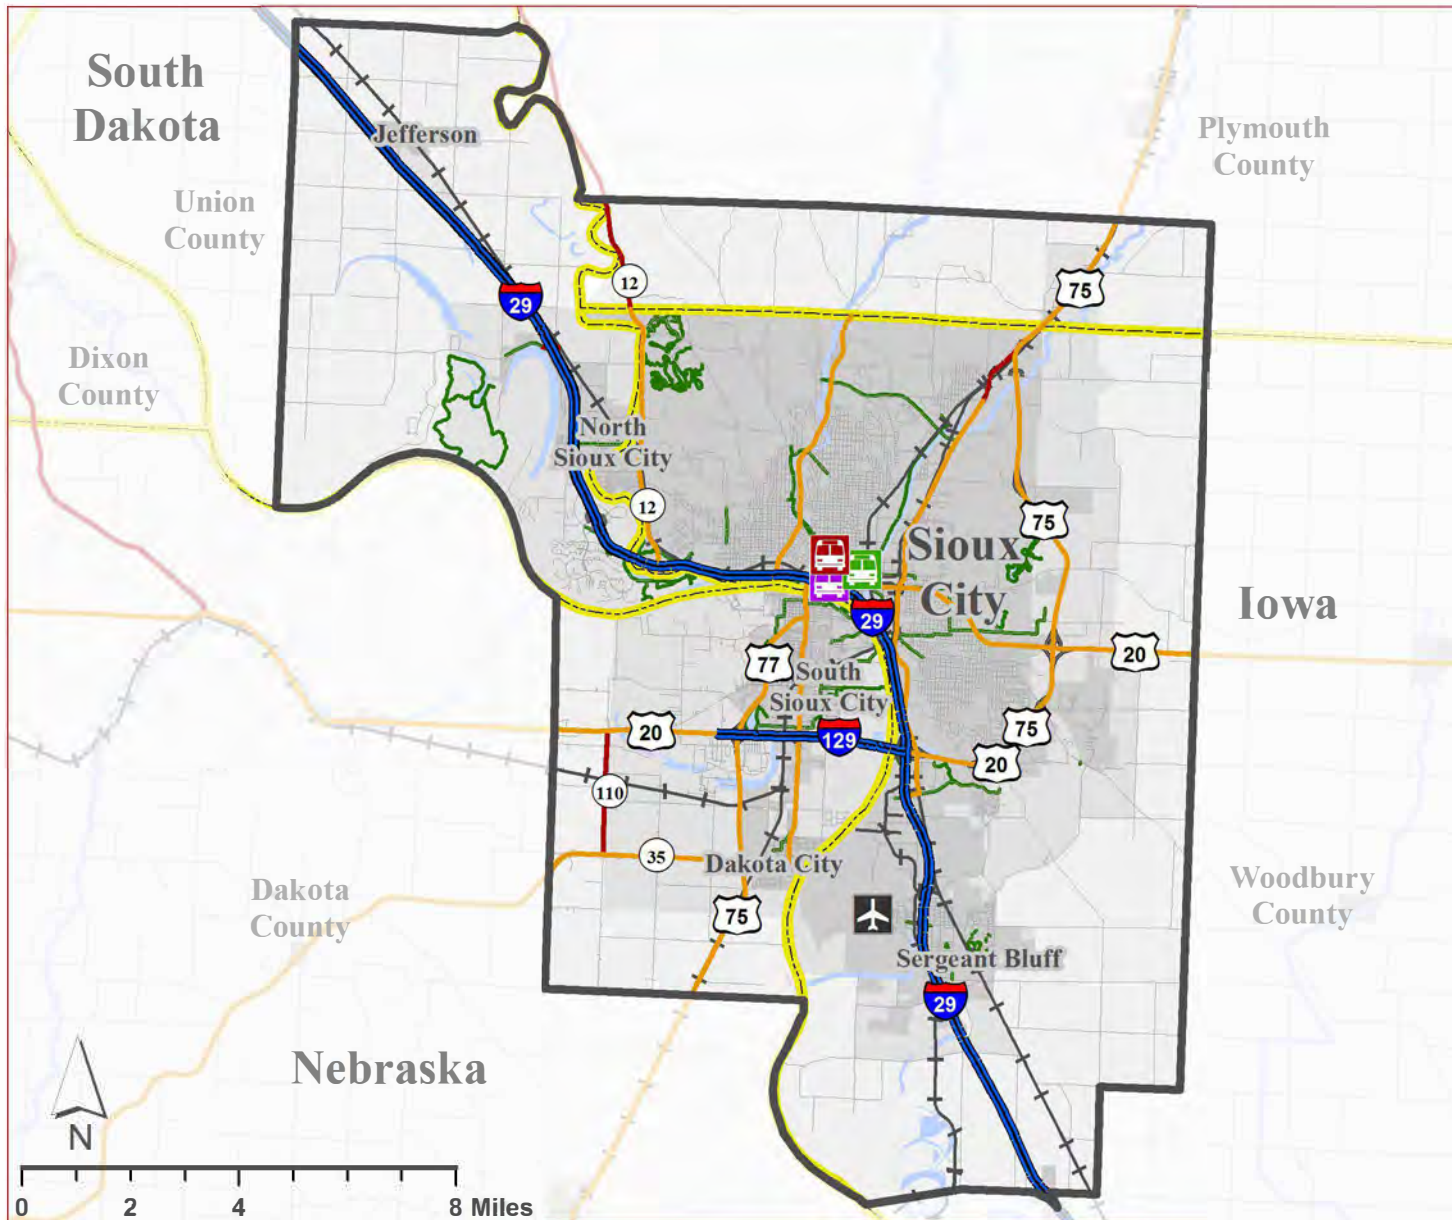 South
Dakota
Jefferson
Plymouth
County
Union
County
12
75
29
Dixon
County
North
Sioux City
12
75
Sioux
City
Iowa
29
20
77
South
Sioux City
75
20
129
20
110
35
Dakota City
Dakota
County
Woodbury
County
75
Sergeant Bluff
29
Nebraska
N
0 2 4 8 Miles